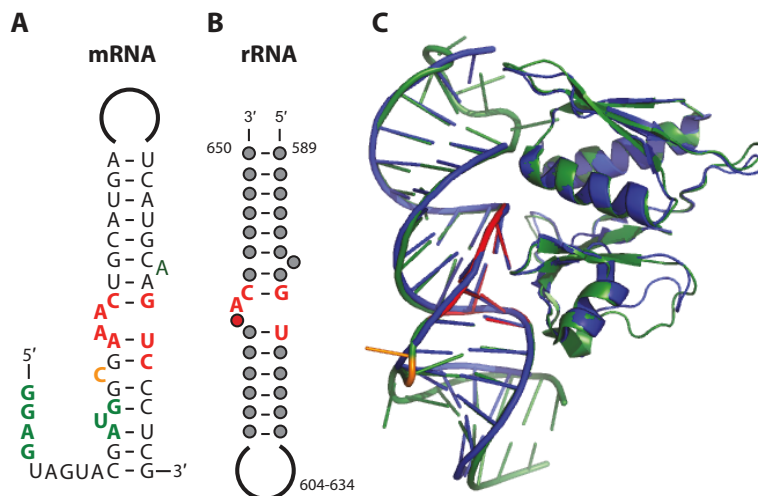 A
B
C
mRNA
rRNA
3′ 5′
650 589
A – U
G – C
U – A
A – U
C – G
G – C
A
U – A
C – G
A
A
A
A – U
G – C
C
G – C
G – C
U
A – U
G – C
5′
G
G
A
G
UAGUAC – G – 3′
C G
A
U
604-634